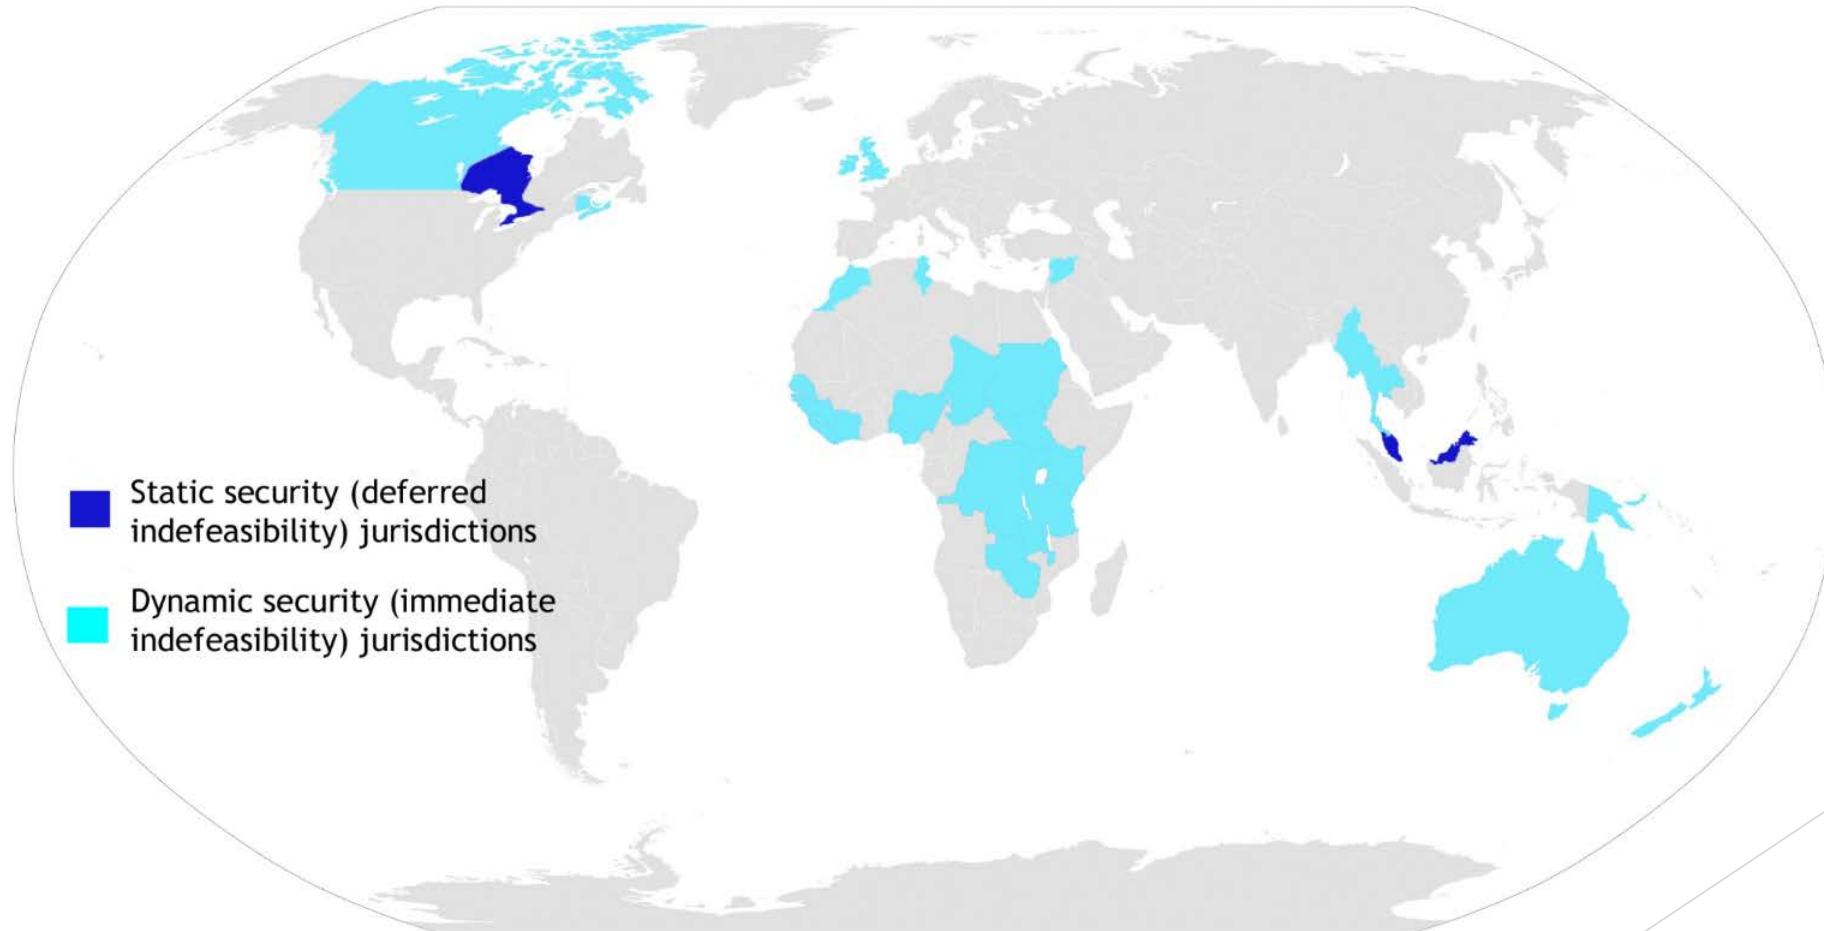 Static security (deferred
indefeasibility) jurisdictions
Dynamic security (immediate
indefeasibility) jurisdictions